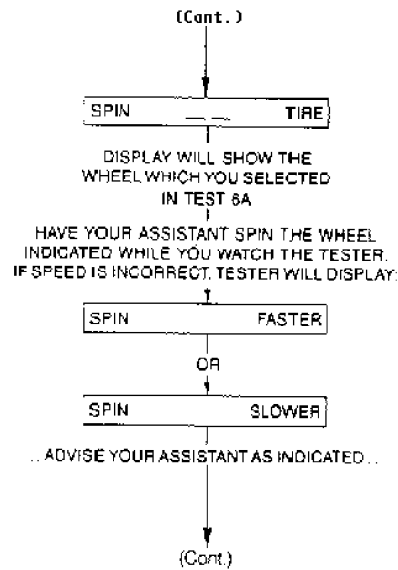 (Cont.)
SPIN __ __ TIRE
DISPLAY WILL SHOW THE
WHEEL WHICH YOU SELECTED
IN TEST 6A
HAVE YOUR ASSISTANT SPIN THE WHEEL
INDICATED WHILE YOU WATCH THE TESTER.
IF SPEED IS INCORRECT, TESTER WILL DISPLAY:
SPIN FASTER
OR
SPIN SLOWER
..ADVISE YOUR ASSISTANT AS INDICATED..
(Cont.)